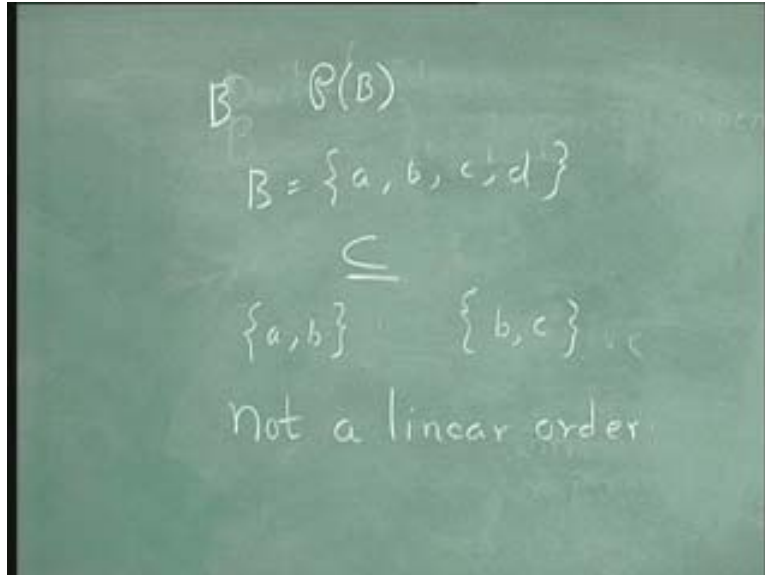 B ℘(B)
B = {a, b, c, d}
⊆
{a, b} {b, c}
not a linear order